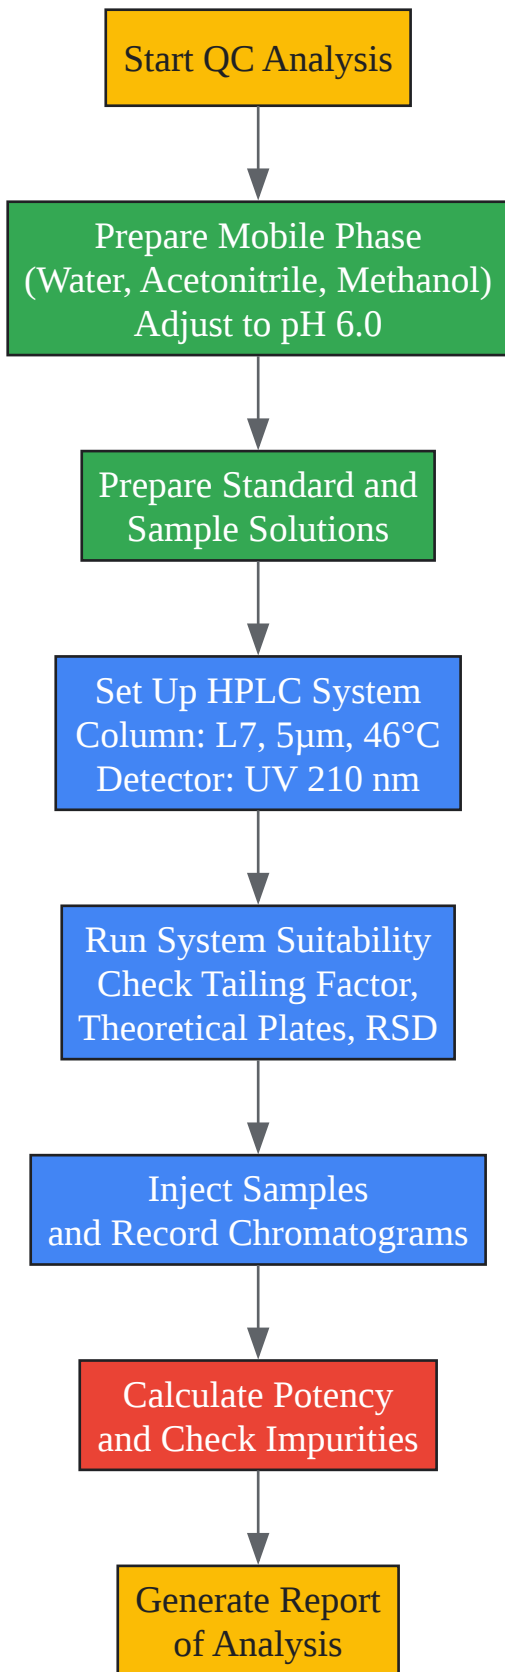 Start QC Analysis
Prepare Mobile Phase
(Water, Acetonitrile, Methanol)
Adjust to pH 6.0
Prepare Standard and
Sample Solutions
Set Up HPLC System
Column: L7, 5μm, 46°C
Detector: UV 210 nm
Run System Suitability
Check Tailing Factor,
Theoretical Plates, RSD
Inject Samples
and Record Chromatograms
Calculate Potency
and Check Impurities
Generate Report
of Analysis